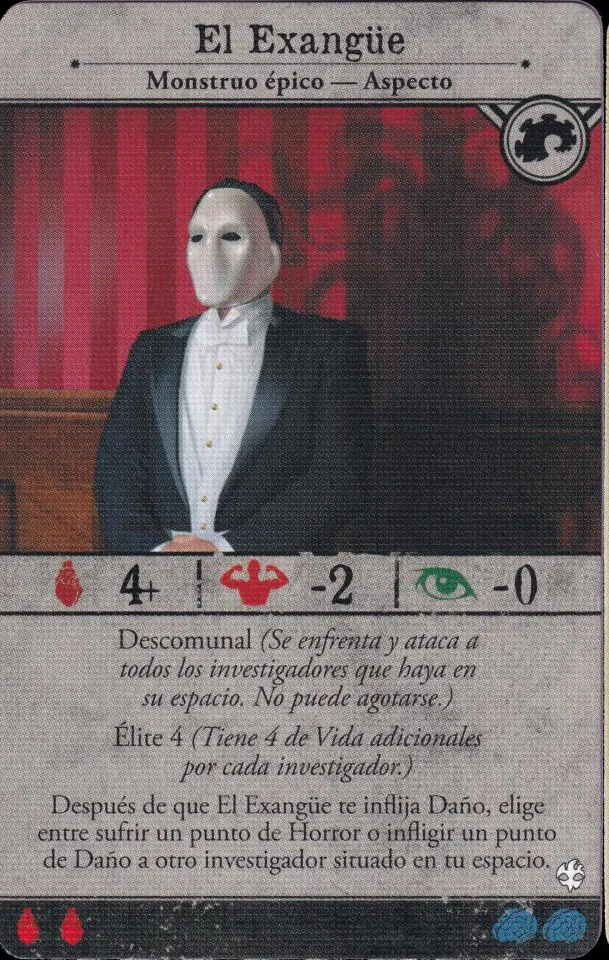 El Exangüe
Monstruo épico — Aspecto
4+ -2 -0
Descomunal (Se enfrenta y ataca a
todos los investigadores que haya en
su espacio. No puede agotarse.)
Élite 4 (Tiene 4 de Vida adicionales
por cada investigador.)
Después de que El Exangüe te inflija Daño, elige
entre sufrir un punto de Horror o infligir un punto
de Daño a otro investigador situado en tu espacio.